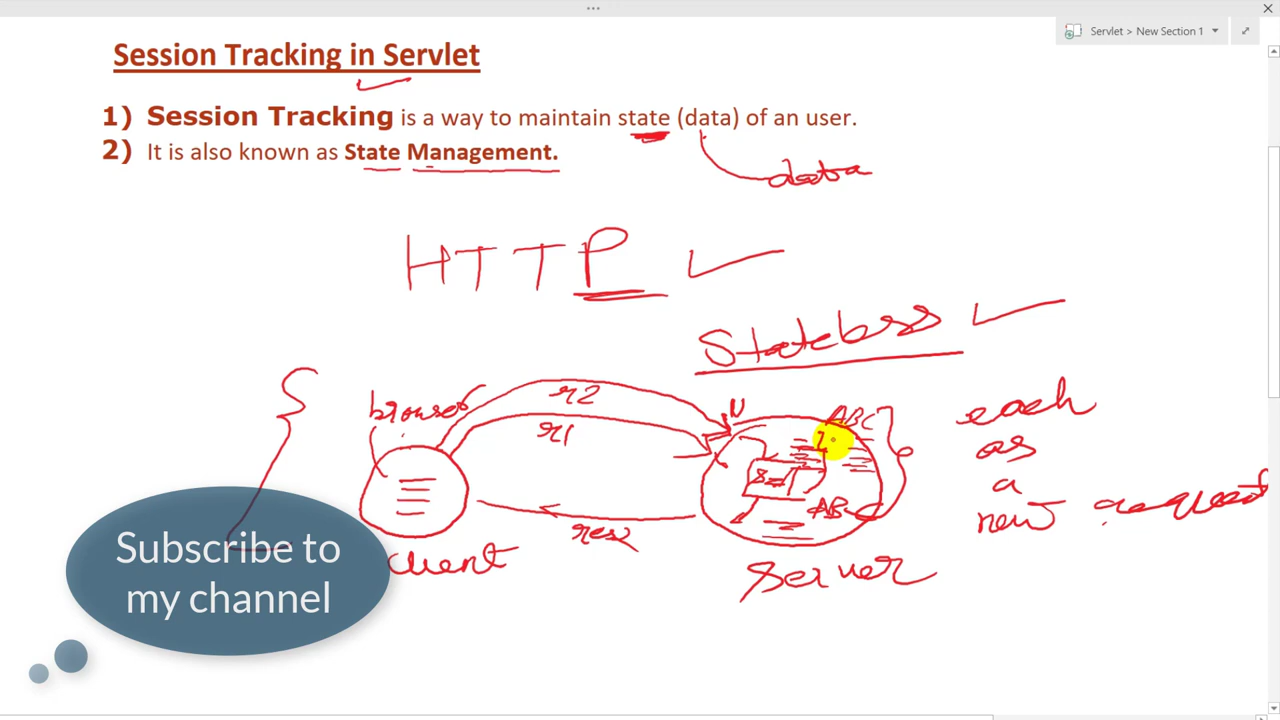 Servlet > New Section 1
Session Tracking in Servlet
1) Session Tracking is a way to maintain state (data) of an user.
2) It is also known as State Management.
data
HTTP
Stateless
browser
r2
r1
res
client
ABC
ABC
Server
each
as
a
new request
Subscribe to
my channel